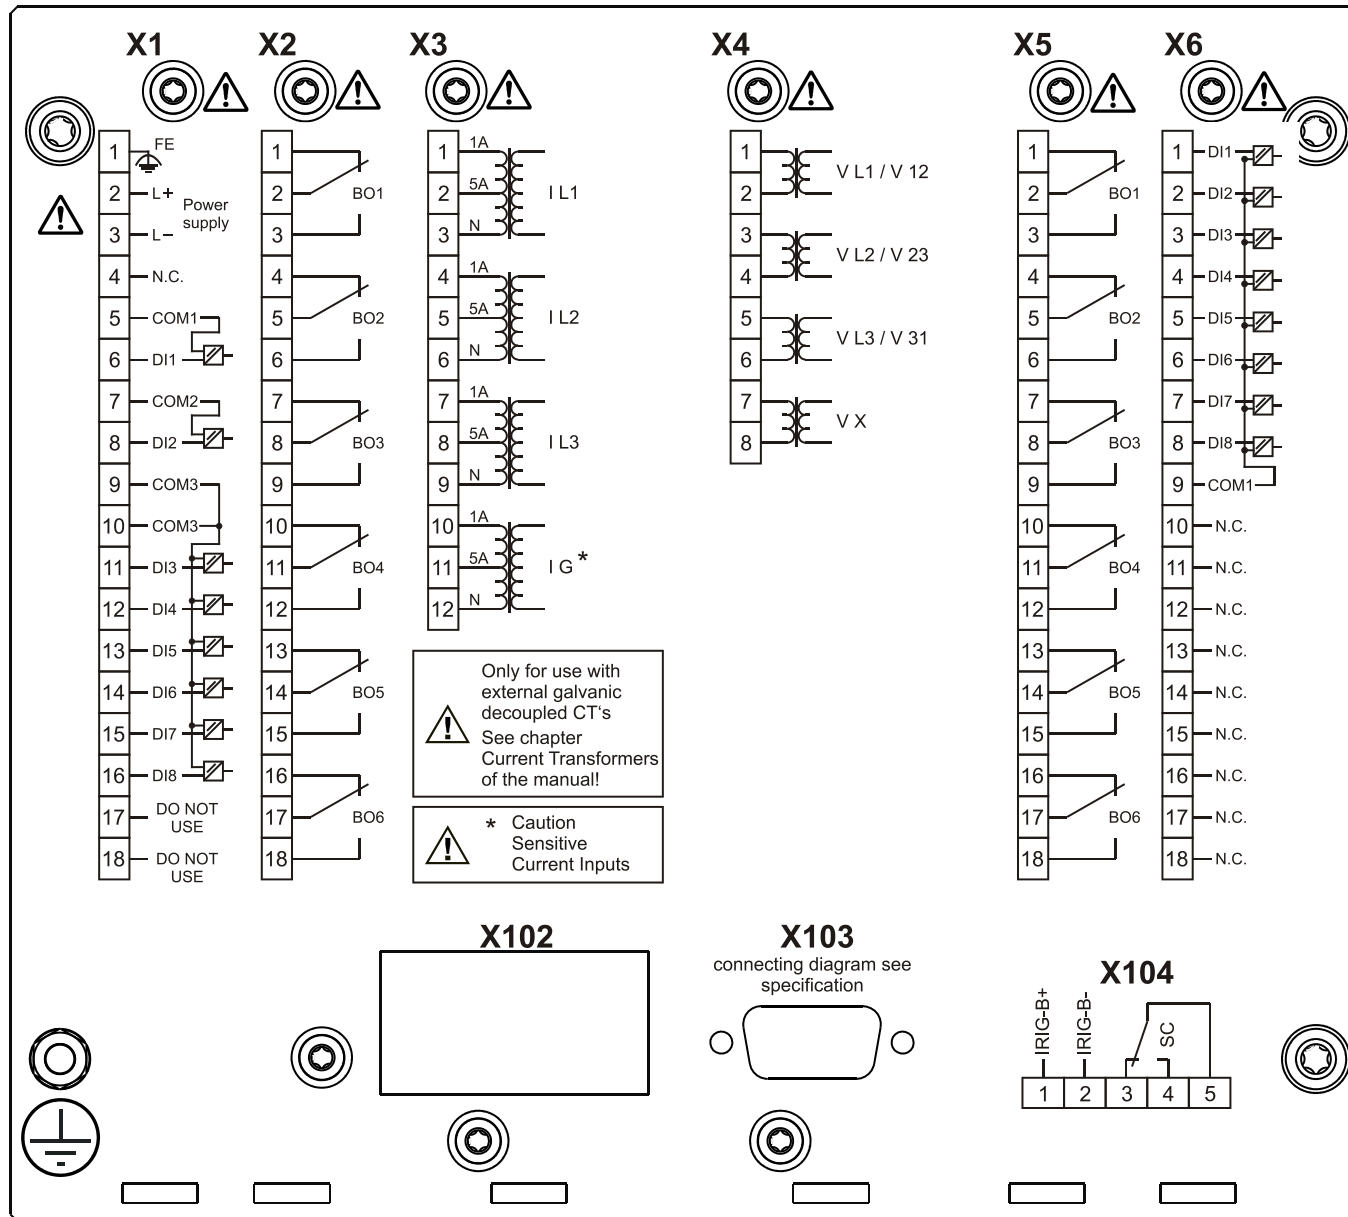 X1 X2 X3 X4 X5 X6
1 FE
2 L+
Power
supply
3 L–
4 N.C.
5 COM1
6 DI1
7 COM2
8 DI2
9 COM3
10 COM3
11 DI3
12 DI4
13 DI5
14 DI6
15 DI7
16 DI8
17 DO NOT
USE
18 DO NOT
USE
1
2 BO1
3
4
5 BO2
6
7
8 BO3
9
10
11 BO4
12
13
14 BO5
15
16
17 BO6
18
1 1A
2 5A I L1
3 N
4 1A
5 5A I L2
6 N
7 1A
8 5A I L3
9 N
10 1A
11 5A I G *
12 N
Only for use with
external galvanic
decoupled CT‘s
See chapter
Current Transformers
of the manual!
* Caution
Sensitive
Current Inputs
1
V L1 / V 12
2
3
V L2 / V 23
4
5
V L3 / V 31
6
7
V X
8
1
2 BO1
3
4
5 BO2
6
7
8 BO3
9
10
11 BO4
12
13
14 BO5
15
16
17 BO6
18
1 DI1
2 DI2
3 DI3
4 DI4
5 DI5
6 DI6
7 DI7
8 DI8
9 COM1
10 N.C.
11 N.C.
12 N.C.
13 N.C.
14 N.C.
15 N.C.
16 N.C.
17 N.C.
18 N.C.
X102
X103
connecting diagram see
specification
X104
IRIG-B+
IRIG-B-
SC
1 2 3 4 5